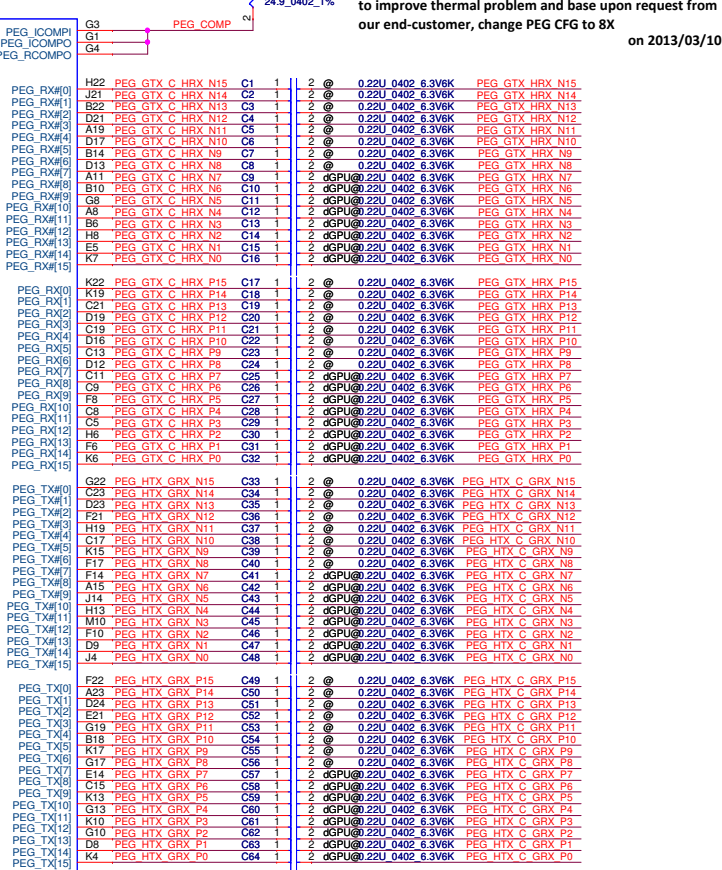 24.9_0402_1%
to improve thermal problem and base upon request from
our end-customer, change PEG CFG to 8X
on 2013/03/10
PEG_ICOMPI G3 PEG_COMP 2
PEG_ICOMPO G1
PEG_RCOMPO G4
PEG_RX#[0] H22 PEG_GTX_C_HRX_N15 C1 1 2 @ 0.22U_0402_6.3V6K PEG_GTX_HRX_N15
PEG_RX#[1] J21 PEG_GTX_C_HRX_N14 C2 1 2 @ 0.22U_0402_6.3V6K PEG_GTX_HRX_N14
PEG_RX#[2] B22 PEG_GTX_C_HRX_N13 C3 1 2 @ 0.22U_0402_6.3V6K PEG_GTX_HRX_N13
PEG_RX#[3] D21 PEG_GTX_C_HRX_N12 C4 1 2 @ 0.22U_0402_6.3V6K PEG_GTX_HRX_N12
PEG_RX#[4] A19 PEG_GTX_C_HRX_N11 C5 1 2 @ 0.22U_0402_6.3V6K PEG_GTX_HRX_N11
PEG_RX#[5] D17 PEG_GTX_C_HRX_N10 C6 1 2 @ 0.22U_0402_6.3V6K PEG_GTX_HRX_N10
PEG_RX#[6] B14 PEG_GTX_C_HRX_N9 C7 1 2 @ 0.22U_0402_6.3V6K PEG_GTX_HRX_N9
PEG_RX#[7] D13 PEG_GTX_C_HRX_N8 C8 1 2 @ 0.22U_0402_6.3V6K PEG_GTX_HRX_N8
PEG_RX#[8] A11 PEG_GTX_C_HRX_N7 C9 1 2 dGPU@0.22U_0402_6.3V6K PEG_GTX_HRX_N7
PEG_RX#[9] B10 PEG_GTX_C_HRX_N6 C10 1 2 dGPU@0.22U_0402_6.3V6K PEG_GTX_HRX_N6
PEG_RX#[10] G8 PEG_GTX_C_HRX_N5 C11 1 2 dGPU@0.22U_0402_6.3V6K PEG_GTX_HRX_N5
PEG_RX#[11] A8 PEG_GTX_C_HRX_N4 C12 1 2 dGPU@0.22U_0402_6.3V6K PEG_GTX_HRX_N4
PEG_RX#[12] B6 PEG_GTX_C_HRX_N3 C13 1 2 dGPU@0.22U_0402_6.3V6K PEG_GTX_HRX_N3
PEG_RX#[13] H8 PEG_GTX_C_HRX_N2 C14 1 2 dGPU@0.22U_0402_6.3V6K PEG_GTX_HRX_N2
PEG_RX#[14] E5 PEG_GTX_C_HRX_N1 C15 1 2 dGPU@0.22U_0402_6.3V6K PEG_GTX_HRX_N1
PEG_RX#[15] K7 PEG_GTX_C_HRX_N0 C16 1 2 dGPU@0.22U_0402_6.3V6K PEG_GTX_HRX_N0
PEG_RX[0] K22 PEG_GTX_C_HRX_P15 C17 1 2 @ 0.22U_0402_6.3V6K PEG_GTX_HRX_P15
PEG_RX[1] K19 PEG_GTX_C_HRX_P14 C18 1 2 @ 0.22U_0402_6.3V6K PEG_GTX_HRX_P14
PEG_RX[2] C21 PEG_GTX_C_HRX_P13 C19 1 2 @ 0.22U_0402_6.3V6K PEG_GTX_HRX_P13
PEG_RX[3] D19 PEG_GTX_C_HRX_P12 C20 1 2 @ 0.22U_0402_6.3V6K PEG_GTX_HRX_P12
PEG_RX[4] C19 PEG_GTX_C_HRX_P11 C21 1 2 @ 0.22U_0402_6.3V6K PEG_GTX_HRX_P11
PEG_RX[5] D16 PEG_GTX_C_HRX_P10 C22 1 2 @ 0.22U_0402_6.3V6K PEG_GTX_HRX_P10
PEG_RX[6] C13 PEG_GTX_C_HRX_P9 C23 1 2 @ 0.22U_0402_6.3V6K PEG_GTX_HRX_P9
PEG_RX[7] D12 PEG_GTX_C_HRX_P8 C24 1 2 @ 0.22U_0402_6.3V6K PEG_GTX_HRX_P8
PEG_RX[8] C11 PEG_GTX_C_HRX_P7 C25 1 2 dGPU@0.22U_0402_6.3V6K PEG_GTX_HRX_P7
PEG_RX[9] C9 PEG_GTX_C_HRX_P6 C26 1 2 dGPU@0.22U_0402_6.3V6K PEG_GTX_HRX_P6
PEG_RX[10] F8 PEG_GTX_C_HRX_P5 C27 1 2 dGPU@0.22U_0402_6.3V6K PEG_GTX_HRX_P5
PEG_RX[11] C8 PEG_GTX_C_HRX_P4 C28 1 2 dGPU@0.22U_0402_6.3V6K PEG_GTX_HRX_P4
PEG_RX[12] C5 PEG_GTX_C_HRX_P3 C29 1 2 dGPU@0.22U_0402_6.3V6K PEG_GTX_HRX_P3
PEG_RX[13] H6 PEG_GTX_C_HRX_P2 C30 1 2 dGPU@0.22U_0402_6.3V6K PEG_GTX_HRX_P2
PEG_RX[14] F6 PEG_GTX_C_HRX_P1 C31 1 2 dGPU@0.22U_0402_6.3V6K PEG_GTX_HRX_P1
PEG_RX[15] K6 PEG_GTX_C_HRX_P0 C32 1 2 dGPU@0.22U_0402_6.3V6K PEG_GTX_HRX_P0
PEG_TX#[0] G22 PEG_HTX_GRX_N15 C33 1 2 @ 0.22U_0402_6.3V6K PEG_HTX_C_GRX_N15
PEG_TX#[1] C23 PEG_HTX_GRX_N14 C34 1 2 @ 0.22U_0402_6.3V6K PEG_HTX_C_GRX_N14
PEG_TX#[2] D23 PEG_HTX_GRX_N13 C35 1 2 @ 0.22U_0402_6.3V6K PEG_HTX_C_GRX_N13
PEG_TX#[3] F21 PEG_HTX_GRX_N12 C36 1 2 @ 0.22U_0402_6.3V6K PEG_HTX_C_GRX_N12
PEG_TX#[4] H19 PEG_HTX_GRX_N11 C37 1 2 @ 0.22U_0402_6.3V6K PEG_HTX_C_GRX_N11
PEG_TX#[5] C17 PEG_HTX_GRX_N10 C38 1 2 @ 0.22U_0402_6.3V6K PEG_HTX_C_GRX_N10
PEG_TX#[6] K15 PEG_HTX_GRX_N9 C39 1 2 @ 0.22U_0402_6.3V6K PEG_HTX_C_GRX_N9
PEG_TX#[7] F17 PEG_HTX_GRX_N8 C40 1 2 @ 0.22U_0402_6.3V6K PEG_HTX_C_GRX_N8
PEG_TX#[8] F14 PEG_HTX_GRX_N7 C41 1 2 dGPU@0.22U_0402_6.3V6K PEG_HTX_C_GRX_N7
PEG_TX#[9] A15 PEG_HTX_GRX_N6 C42 1 2 dGPU@0.22U_0402_6.3V6K PEG_HTX_C_GRX_N6
PEG_TX#[10] J14 PEG_HTX_GRX_N5 C43 1 2 dGPU@0.22U_0402_6.3V6K PEG_HTX_C_GRX_N5
PEG_TX#[11] H13 PEG_HTX_GRX_N4 C44 1 2 dGPU@0.22U_0402_6.3V6K PEG_HTX_C_GRX_N4
PEG_TX#[12] M10 PEG_HTX_GRX_N3 C45 1 2 dGPU@0.22U_0402_6.3V6K PEG_HTX_C_GRX_N3
PEG_TX#[13] F10 PEG_HTX_GRX_N2 C46 1 2 dGPU@0.22U_0402_6.3V6K PEG_HTX_C_GRX_N2
PEG_TX#[14] D9 PEG_HTX_GRX_N1 C47 1 2 dGPU@0.22U_0402_6.3V6K PEG_HTX_C_GRX_N1
PEG_TX#[15] J4 PEG_HTX_GRX_N0 C48 1 2 dGPU@0.22U_0402_6.3V6K PEG_HTX_C_GRX_N0
PEG_TX[0] F22 PEG_HTX_GRX_P15 C49 1 2 @ 0.22U_0402_6.3V6K PEG_HTX_C_GRX_P15
PEG_TX[1] A23 PEG_HTX_GRX_P14 C50 1 2 @ 0.22U_0402_6.3V6K PEG_HTX_C_GRX_P14
PEG_TX[2] D24 PEG_HTX_GRX_P13 C51 1 2 @ 0.22U_0402_6.3V6K PEG_HTX_C_GRX_P13
PEG_TX[3] E21 PEG_HTX_GRX_P12 C52 1 2 @ 0.22U_0402_6.3V6K PEG_HTX_C_GRX_P12
PEG_TX[4] G19 PEG_HTX_GRX_P11 C53 1 2 @ 0.22U_0402_6.3V6K PEG_HTX_C_GRX_P11
PEG_TX[5] B18 PEG_HTX_GRX_P10 C54 1 2 @ 0.22U_0402_6.3V6K PEG_HTX_C_GRX_P10
PEG_TX[6] K17 PEG_HTX_GRX_P9 C55 1 2 @ 0.22U_0402_6.3V6K PEG_HTX_C_GRX_P9
PEG_TX[7] G17 PEG_HTX_GRX_P8 C56 1 2 @ 0.22U_0402_6.3V6K PEG_HTX_C_GRX_P8
PEG_TX[8] E14 PEG_HTX_GRX_P7 C57 1 2 dGPU@0.22U_0402_6.3V6K PEG_HTX_C_GRX_P7
PEG_TX[9] C15 PEG_HTX_GRX_P6 C58 1 2 dGPU@0.22U_0402_6.3V6K PEG_HTX_C_GRX_P6
PEG_TX[10] K13 PEG_HTX_GRX_P5 C59 1 2 dGPU@0.22U_0402_6.3V6K PEG_HTX_C_GRX_P5
PEG_TX[11] G13 PEG_HTX_GRX_P4 C60 1 2 dGPU@0.22U_0402_6.3V6K PEG_HTX_C_GRX_P4
PEG_TX[12] K10 PEG_HTX_GRX_P3 C61 1 2 dGPU@0.22U_0402_6.3V6K PEG_HTX_C_GRX_P3
PEG_TX[13] G10 PEG_HTX_GRX_P2 C62 1 2 dGPU@0.22U_0402_6.3V6K PEG_HTX_C_GRX_P2
PEG_TX[14] D8 PEG_HTX_GRX_P1 C63 1 2 dGPU@0.22U_0402_6.3V6K PEG_HTX_C_GRX_P1
PEG_TX[15] K4 PEG_HTX_GRX_P0 C64 1 2 dGPU@0.22U_0402_6.3V6K PEG_HTX_C_GRX_P0